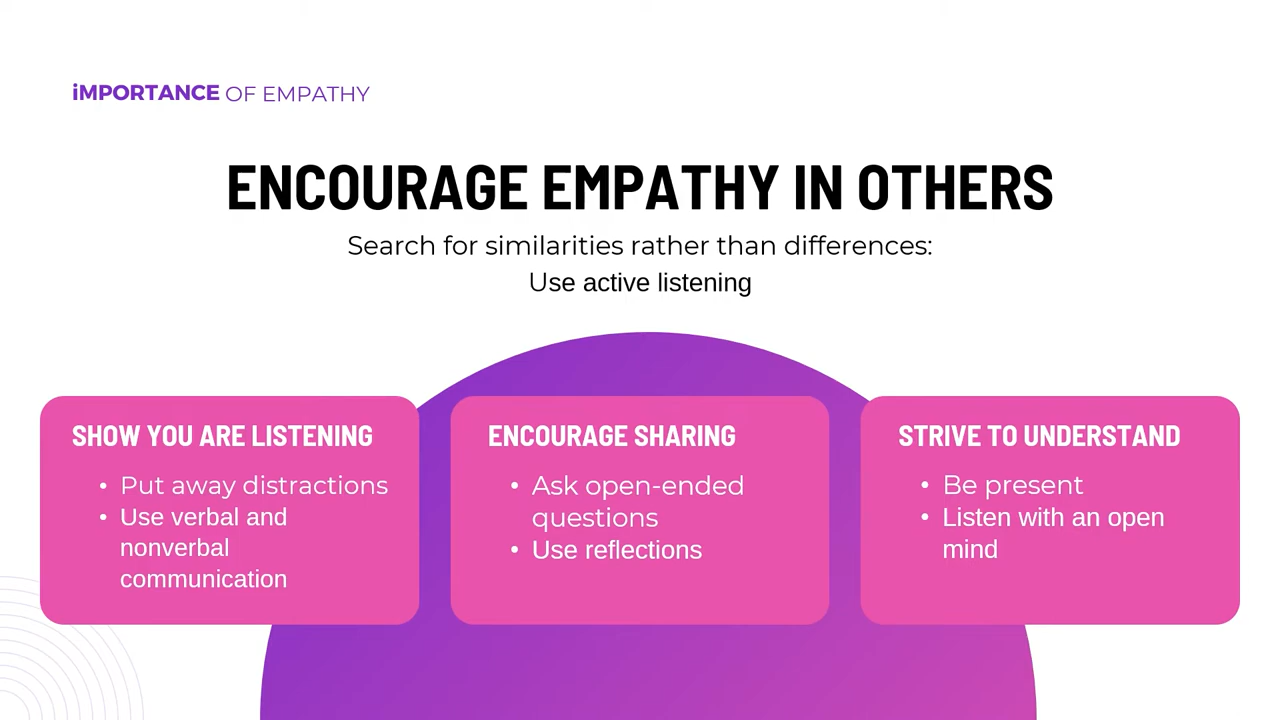 iMPORTANCE OF EMPATHY
ENCOURAGE EMPATHY IN OTHERS
Search for similarities rather than differences:
Use active listening
SHOW YOU ARE LISTENING
• Put away distractions
• Use verbal and
nonverbal
communication
ENCOURAGE SHARING
• Ask open-ended
questions
• Use reflections
STRIVE TO UNDERSTAND
• Be present
• Listen with an open
mind